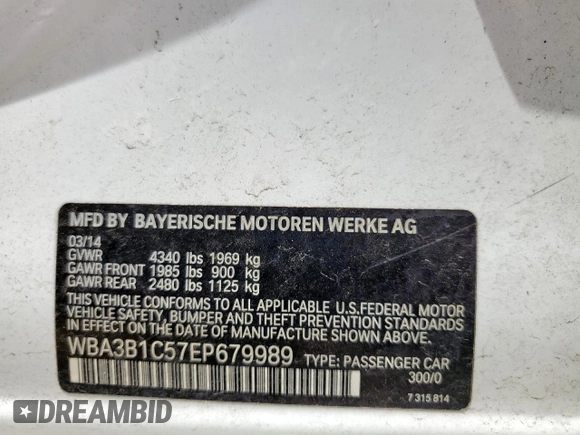 MFD BY BAYERISCHE MOTOREN WERKE AG
03/14
GVWR 4340 lbs 1969 kg
GAWR FRONT 1985 lbs 900 kg
GAWR REAR 2480 lbs 1125 kg
THIS VEHICLE CONFORMS TO ALL APPLICABLE U.S.FEDERAL MOTOR
VEHICLE SAFETY, BUMPER AND THEFT PREVENTION STANDARDS
IN EFFECT ON THE DATE OF MANUFACTURE SHOWN ABOVE.
WBA3B1C57EP679989 TYPE: PASSENGER CAR
300/0
7 315 814
DREAMBID